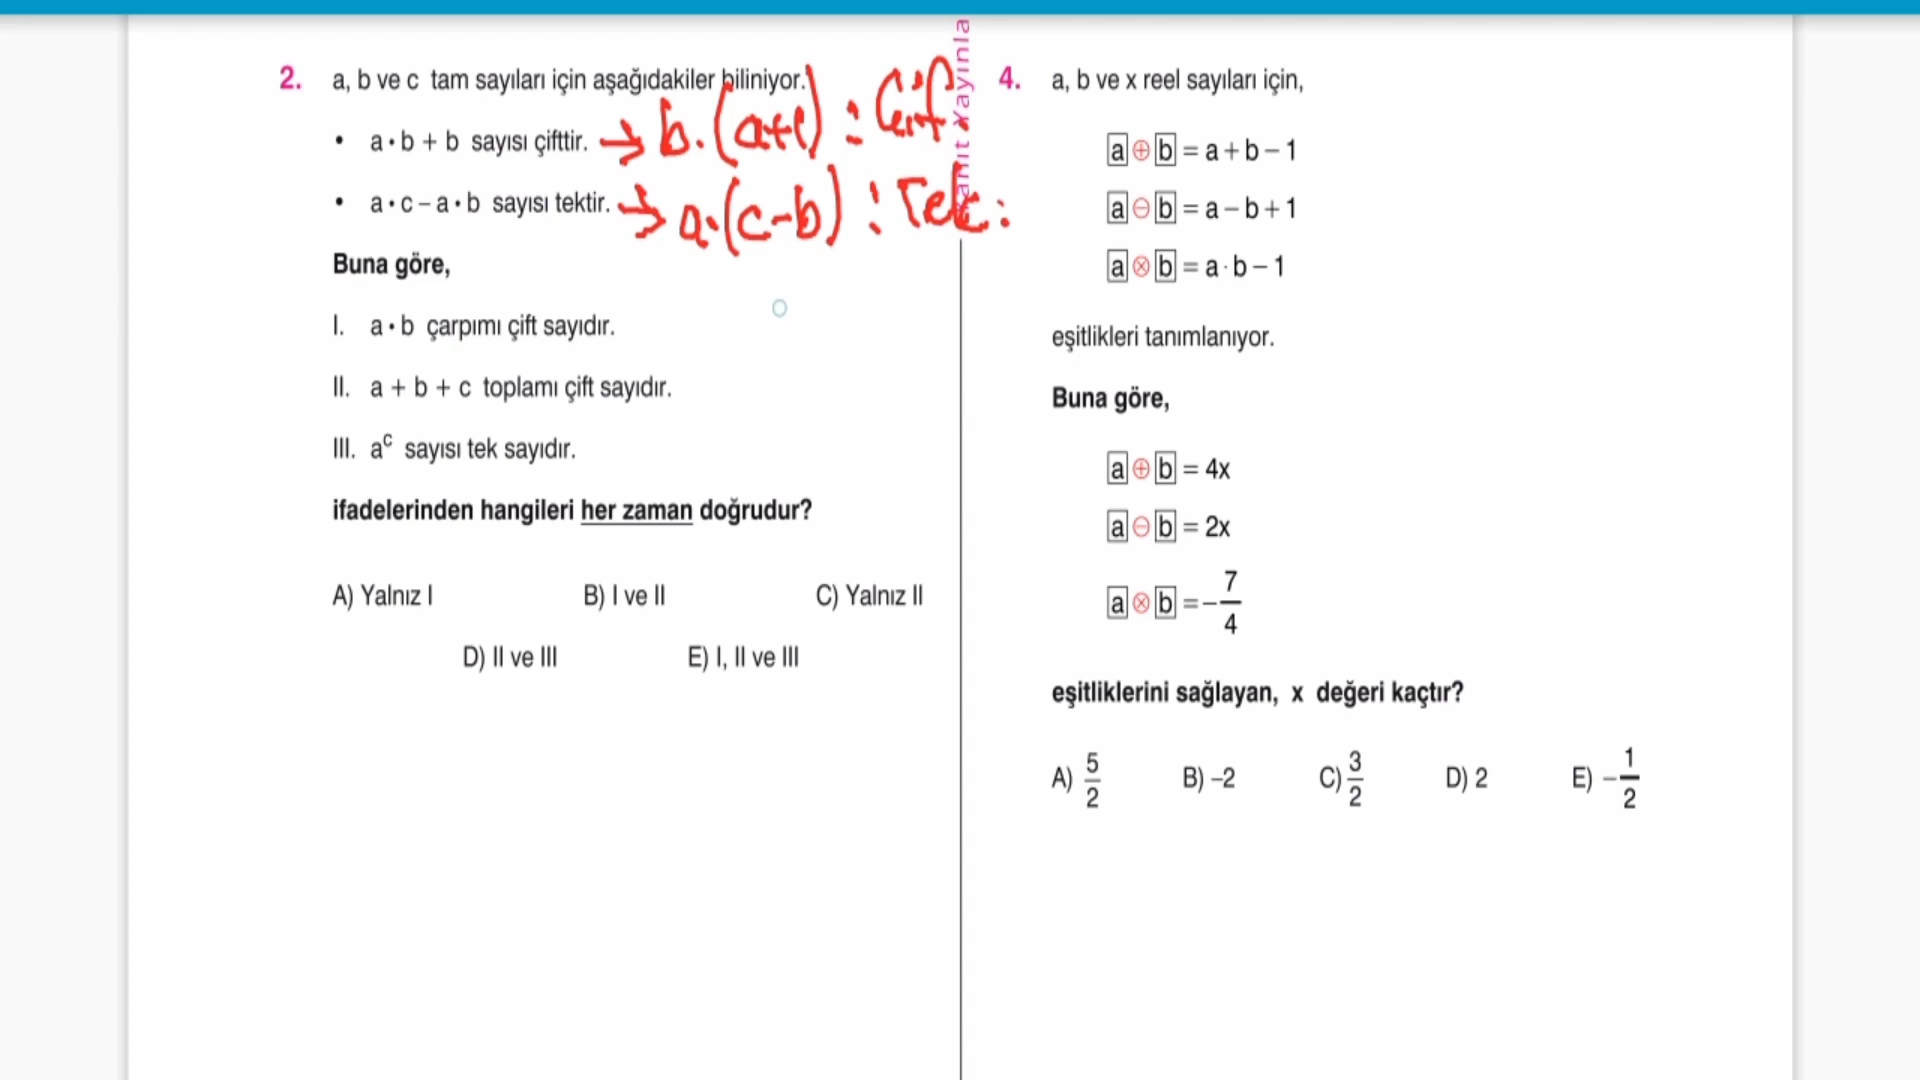 2. a, b ve c tam sayıları için aşağıdakiler biliniyor.
• a · b + b sayısı çifttir. → b.(a+1) : Çift.
• a · c – a · b sayısı tektir. → a.(c-b) : Tek.
Buna göre,
I. a · b çarpımı çift sayıdır.
II. a + b + c toplamı çift sayıdır.
III. aᶜ sayısı tek sayıdır.
ifadelerinden hangileri her zaman doğrudur?
A) Yalnız I B) I ve II C) Yalnız II
D) II ve III E) I, II ve III
Yayınla
4. a, b ve x reel sayıları için,
a ⊕ b = a + b – 1
a ⊖ b = a – b + 1
a ⊗ b = a · b – 1
eşitlikleri tanımlanıyor.
Buna göre,
a ⊕ b = 4x
a ⊖ b = 2x
a ⊗ b = –7/4
eşitliklerini sağlayan, x değeri kaçtır?
A) 5/2 B) –2 C) 3/2 D) 2 E) –1/2